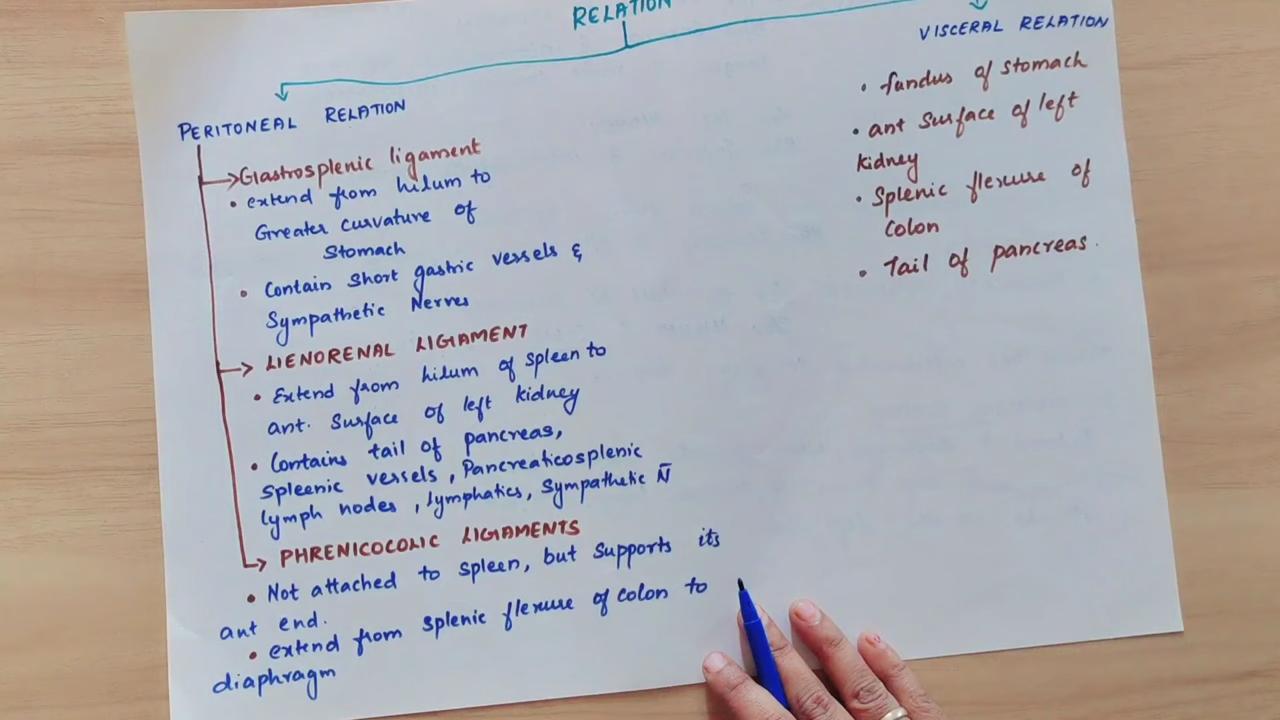 RELATION
PERITONEAL RELATION
Gastrosplenic ligament
• extend from hilum to
Greater curvature of
Stomach
• Contain Short gastric vessels &
Sympathetic Nerves
LIENORENAL LIGAMENT
• Extend from hilum of spleen to
ant. Surface of left kidney
• Contains tail of pancreas,
spleenic vessels, Pancreaticosplenic
lymph nodes, lymphatics, Sympathetic N̄
PHRENICOCOLIC LIGAMENTS
• Not attached to spleen, but supports its
ant end.
• extend from splenic flexure of colon to
diaphragm
VISCERAL RELATION
• fundus of stomach
• ant Surface of left
kidney
• Splenic flexure of
Colon
• Tail of pancreas.